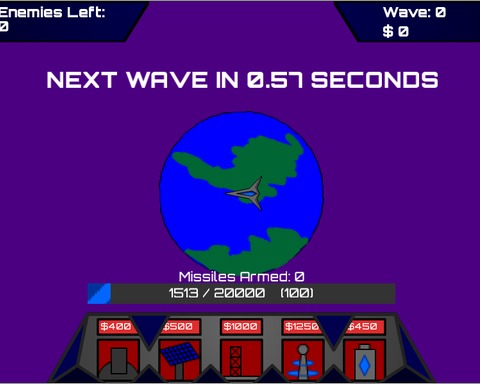 Enemies Left:
0
Wave: 0
$ 0
NEXT WAVE IN 0.57 SECONDS
Missiles Armed: 0
1513 / 20000 (100)
$400 $500 $1000 $1250 $450